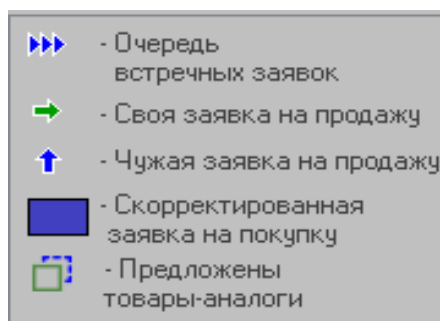 - Очередь
встречных заявок
- Своя заявка на продажу
- Чужая заявка на продажу
- Скорректированная
заявка на покупку
- Предложены
товары-аналоги